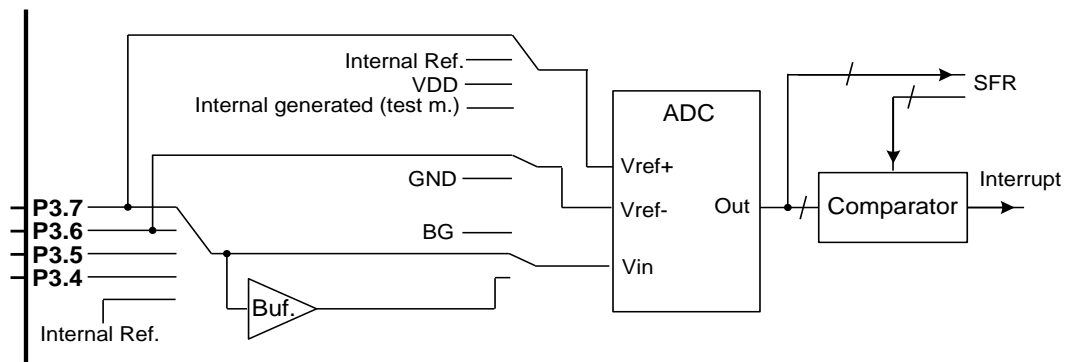 Internal Ref.
VDD
Internal generated (test m.)
ADC
SFR
Vref+
GND
Vref-
Out
Comparator
Interrupt
P3.7
P3.6
P3.5
P3.4
BG
Vin
Buf.
Internal Ref.